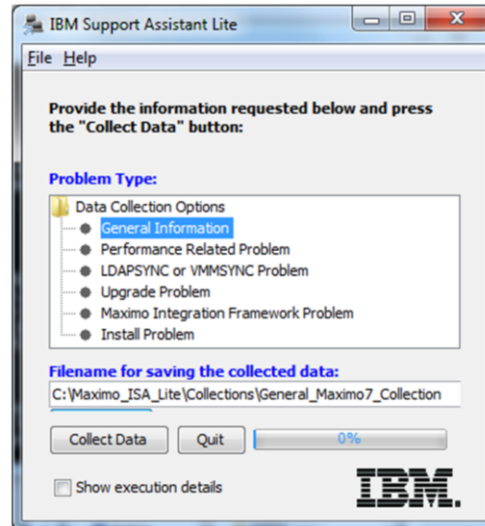 IBM Support Assistant Lite
File Help
Provide the information requested below and press
the "Collect Data" button:
Problem Type:
Data Collection Options
General Information
Performance Related Problem
LDAPSYNC or VMMSYNC Problem
Upgrade Problem
Maximo Integration Framework Problem
Install Problem
Filename for saving the collected data:
C:\Maximo_ISA_Lite\Collections\General_Maximo7_Collection
Collect Data Quit 0%
Show execution details
IBM.